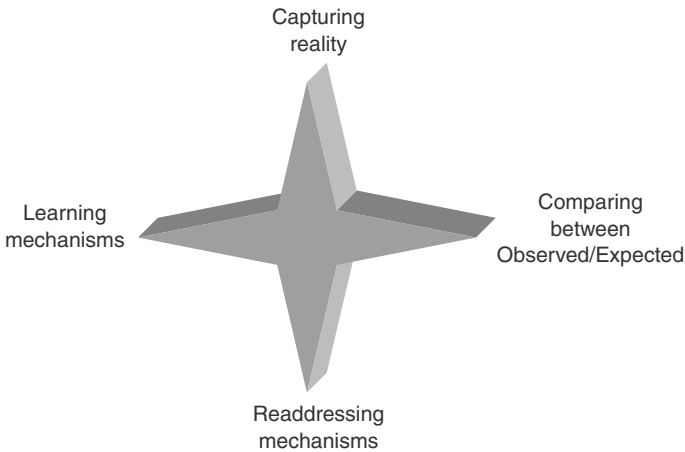 Capturing
reality
Learning
mechanisms
Comparing
between
Observed/Expected
Readdressing
mechanisms